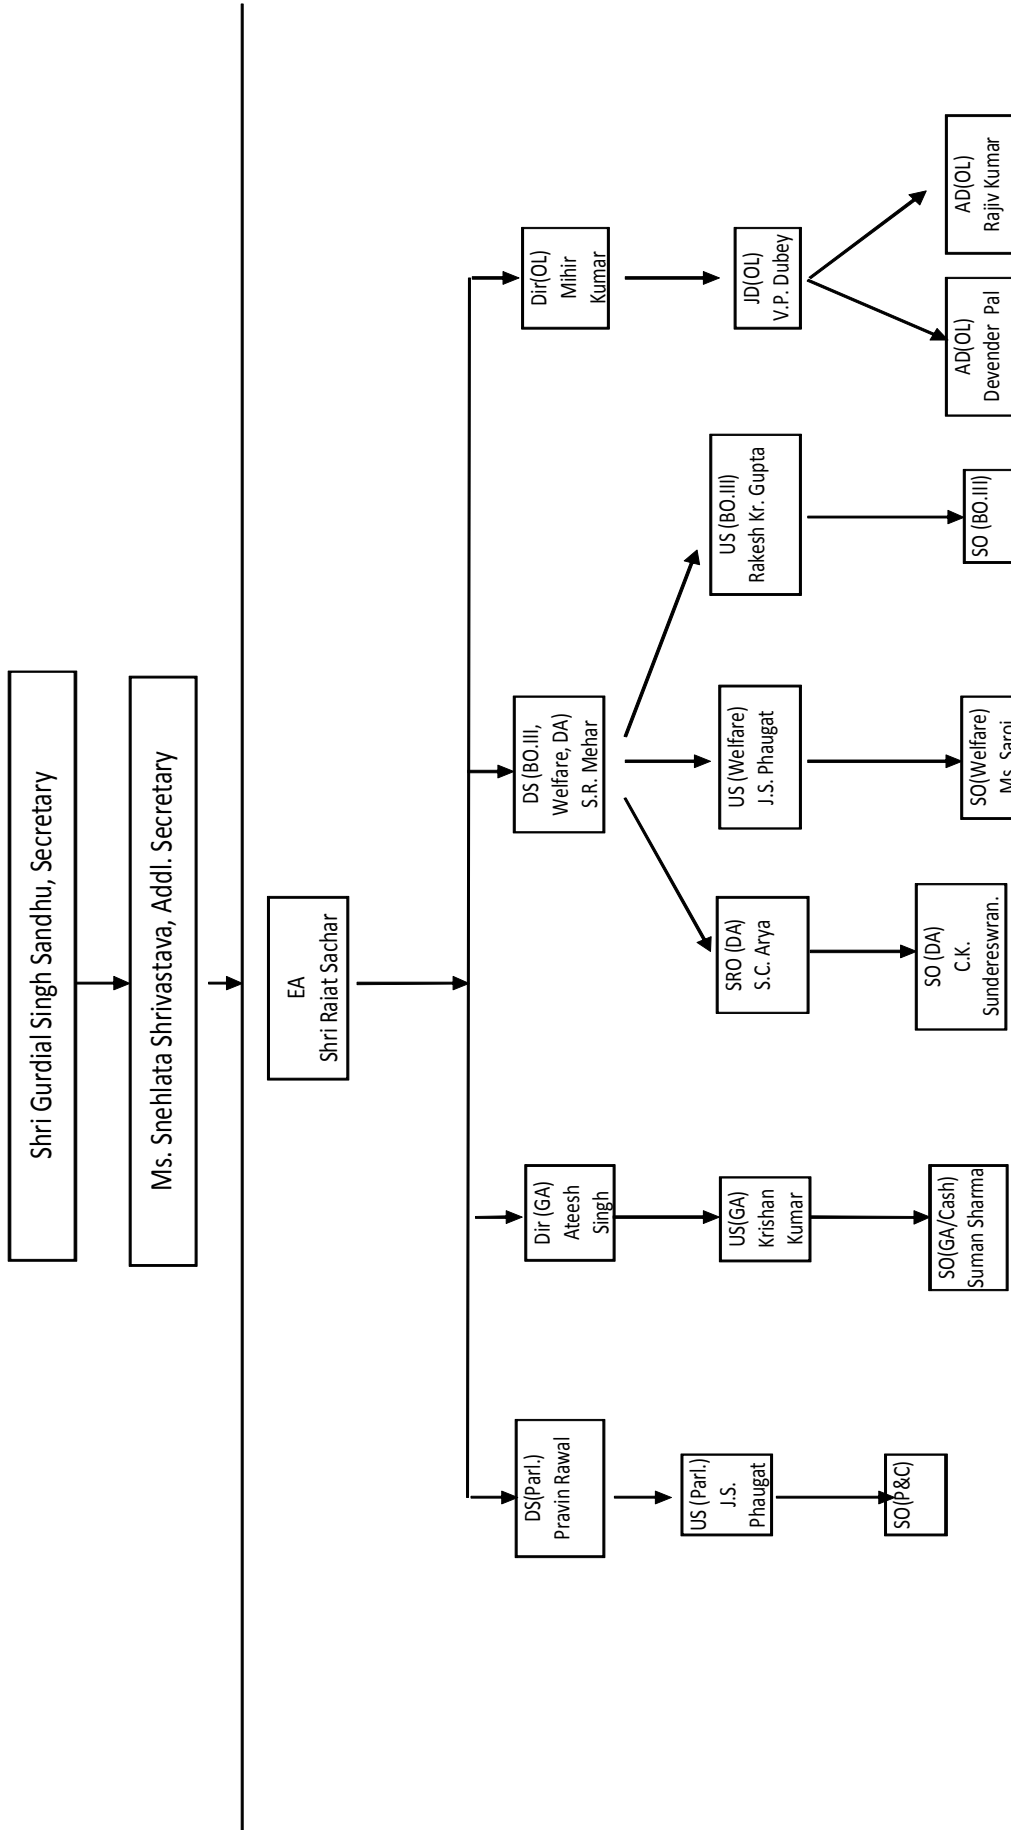 Shri Gurdial Singh Sandhu, Secretary
Ms. Snehlata Shrivastava, Addl. Secretary
EA
Shri Rajat Sachar
DS(Parl.)
Pravin Rawal
Dir (GA)
Ateesh
Singh
DS (BO.III,
Welfare, DA)
S.R. Mehar
Dir(OL)
Mihir
Kumar
US (Parl.)
J.S.
Phaugat
US(GA)
Krishan
Kumar
SRO (DA)
S.C. Arya
US (Welfare)
J.S. Phaugat
US (BO.III)
Rakesh Kr. Gupta
JD(OL)
V.P. Dubey
SO(P&C)
SO(GA/Cash)
Suman Sharma
SO (DA)
C.K.
Sundereswran.
SO(Welfare)
Ms. Saroj
SO (BO.III)
AD(OL)
Devender Pal
AD(OL)
Rajiv Kumar